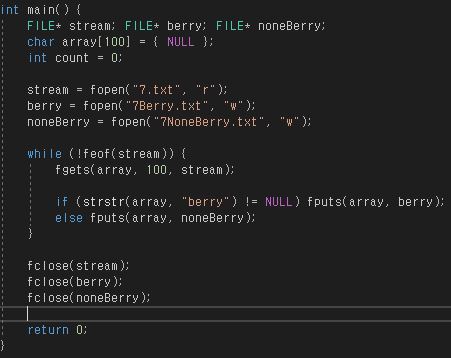 int main() {
FILE* stream; FILE* berry; FILE* noneBerry;
char array[100] = { NULL };
int count = 0;
stream = fopen("7.txt", "r");
berry = fopen("7Berry.txt", "w");
noneBerry = fopen("7NoneBerry.txt", "w");
while (!feof(stream)) {
fgets(array, 100, stream);
if (strstr(array, "berry") != NULL) fputs(array, berry);
else fputs(array, noneBerry);
}
fclose(stream);
fclose(berry);
fclose(noneBerry);
return 0;
}